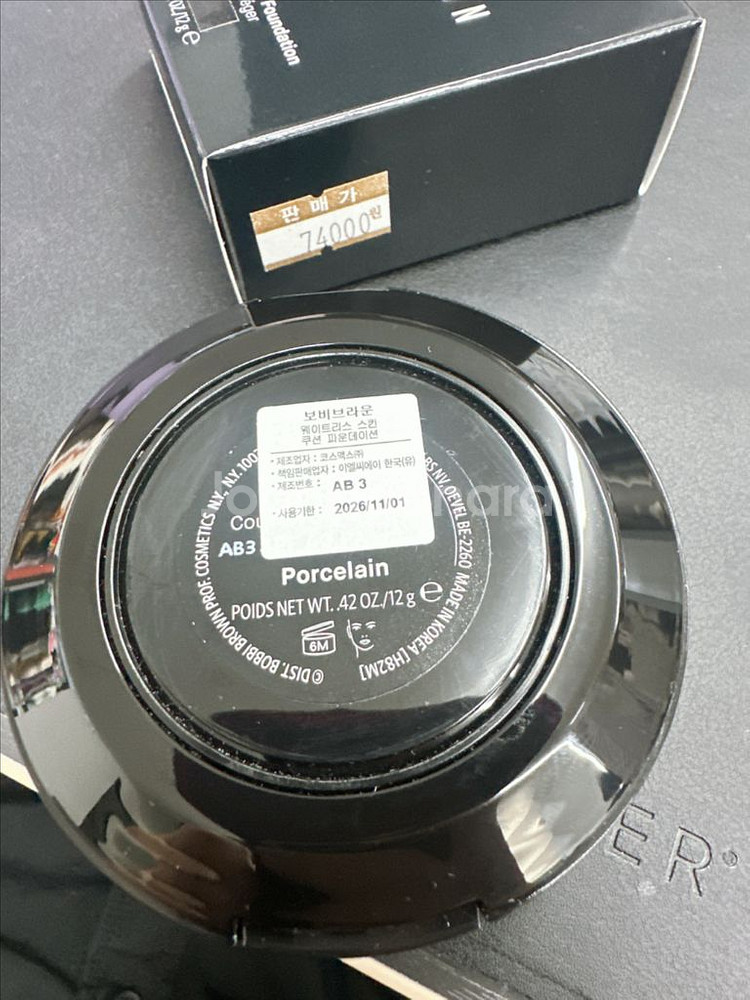 Foundation
N
판매가
74000원
보비브라운
웨이트리스 스킨
쿠션 파운데이션
· 제조업자 : 코스맥스㈜
· 책임판매업자 : 이엘씨에이 한국(유)
· 제조번호 : AB 3
· 사용기한 : 2026/11/01
AB3
Porcelain
POIDS NET WT. .42 OZ./12 g ℮
6M
© DIST. BOBBI BROWN PROF. COSMETICS N.Y., N.Y. OEVEL BE-2260 MADE IN KOREA [H82M]
ER